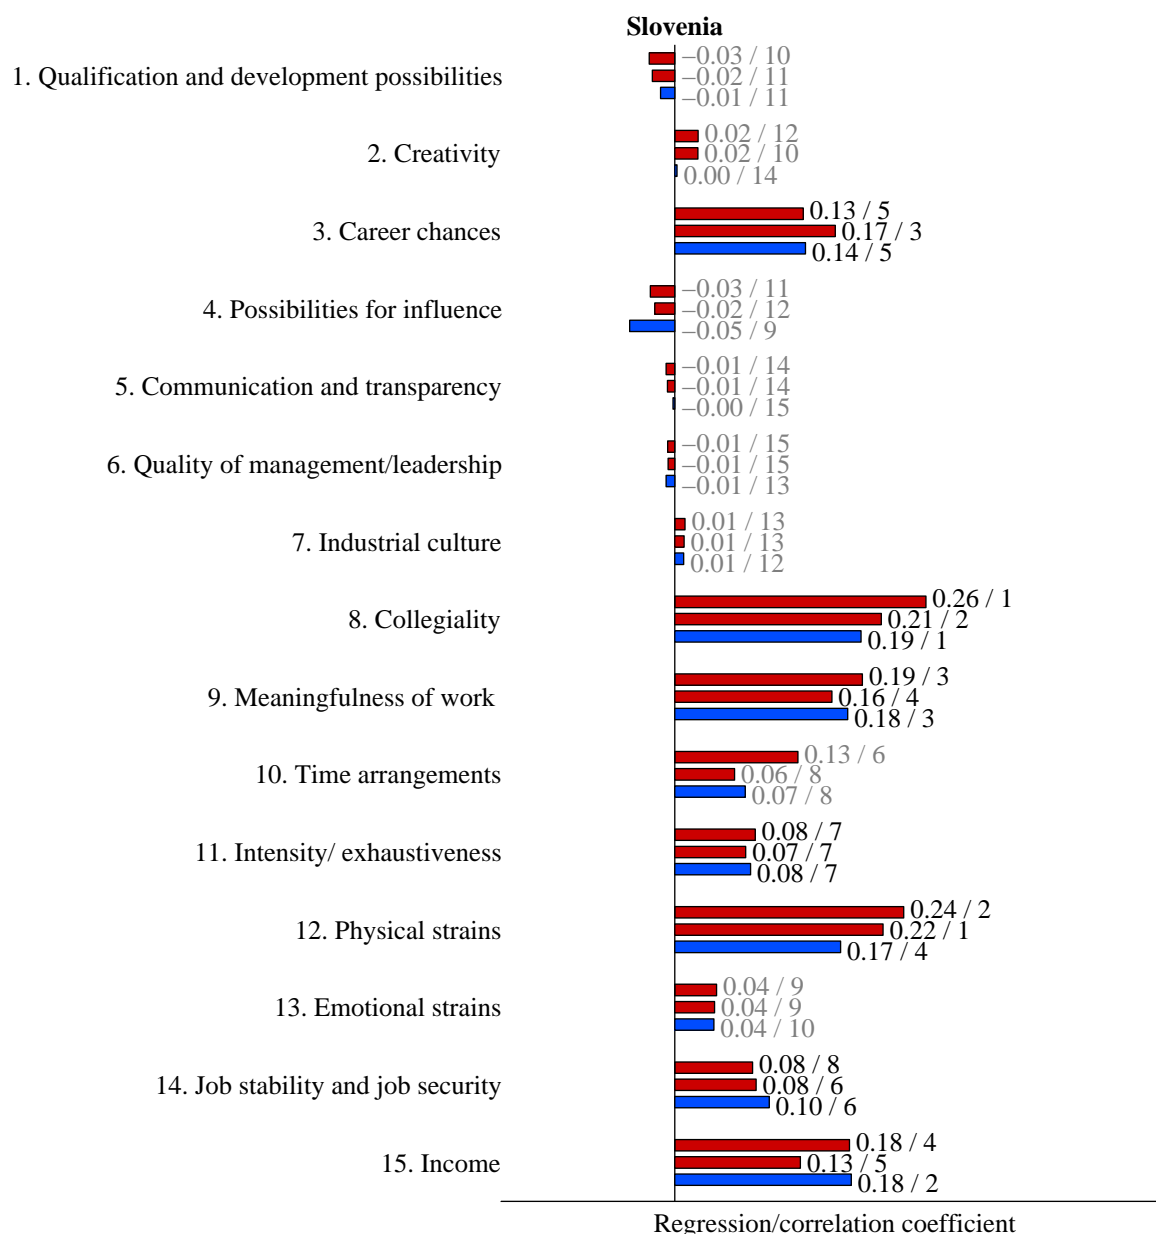 Slovenia
1. Qualification and development possibilities
–0.03 / 10
–0.02 / 11
–0.01 / 11
2. Creativity
0.02 / 12
0.02 / 10
0.00 / 14
3. Career chances
0.13 / 5
0.17 / 3
0.14 / 5
4. Possibilities for influence
–0.03 / 11
–0.02 / 12
–0.05 / 9
5. Communication and transparency
–0.01 / 14
–0.01 / 14
–0.00 / 15
6. Quality of management/leadership
–0.01 / 15
–0.01 / 15
–0.01 / 13
7. Industrial culture
0.01 / 13
0.01 / 13
0.01 / 12
8. Collegiality
0.26 / 1
0.21 / 2
0.19 / 1
9. Meaningfulness of work
0.19 / 3
0.16 / 4
0.18 / 3
10. Time arrangements
0.13 / 6
0.06 / 8
0.07 / 8
11. Intensity/ exhaustiveness
0.08 / 7
0.07 / 7
0.08 / 7
12. Physical strains
0.24 / 2
0.22 / 1
0.17 / 4
13. Emotional strains
0.04 / 9
0.04 / 9
0.04 / 10
14. Job stability and job security
0.08 / 8
0.08 / 6
0.10 / 6
15. Income
0.18 / 4
0.13 / 5
0.18 / 2
Regression/correlation coefficient